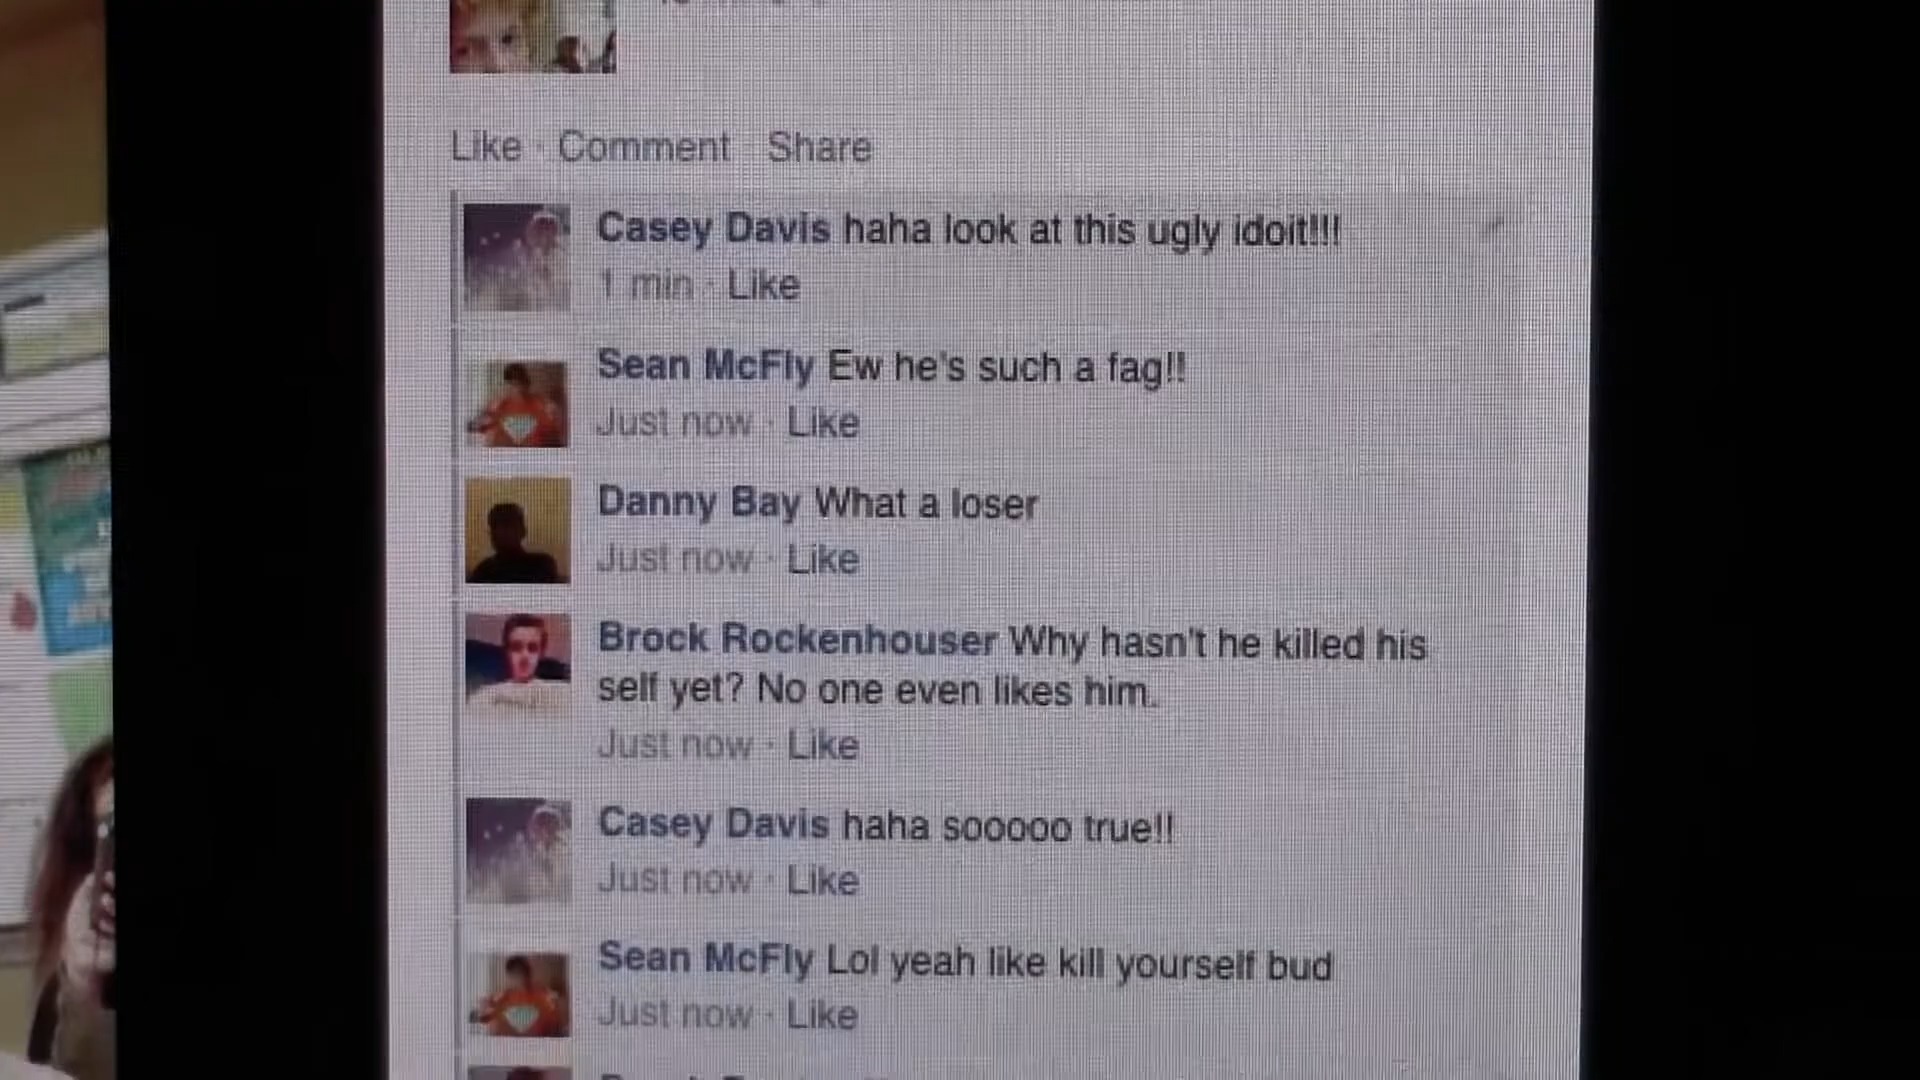 Like · Comment Share
Casey Davis haha look at this ugly idoit!!!
1 min · Like
Sean McFly Ew he's such a fag!!
Just now · Like
Danny Bay What a loser
Just now · Like
Brock Rockenhouser Why hasn't he killed his
self yet? No one even likes him.
Just now · Like
Casey Davis haha sooooo true!!
Just now · Like
Sean McFly Lol yeah like kill yourself bud
Just now · Like